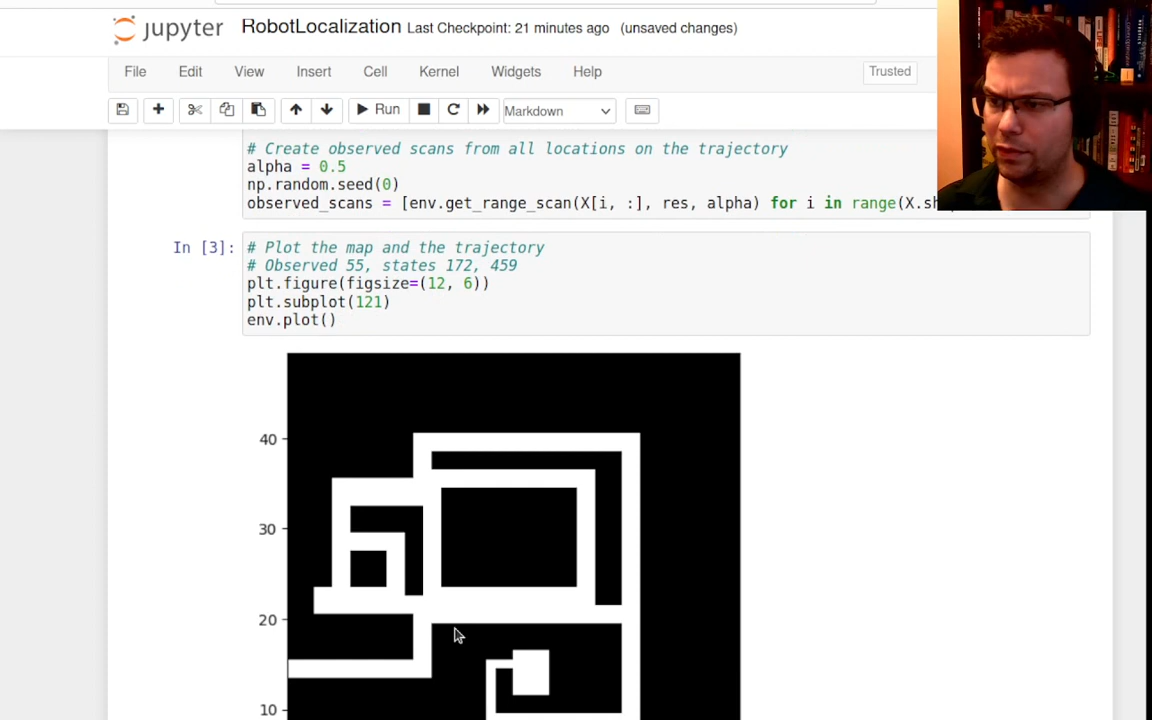 jupyter RobotLocalization Last Checkpoint: 21 minutes ago (unsaved changes)
File Edit View Insert Cell Kernel Widgets Help Trusted
Run Markdown
# Create observed scans from all locations on the trajectory
alpha = 0.5
np.random.seed(0)
observed_scans = [env.get_range_scan(X[i, :], res, alpha) for i in range(X.sh
In [3]: # Plot the map and the trajectory
# Observed 55, states 172, 459
plt.figure(figsize=(12, 6))
plt.subplot(121)
env.plot()
40
30
20
10